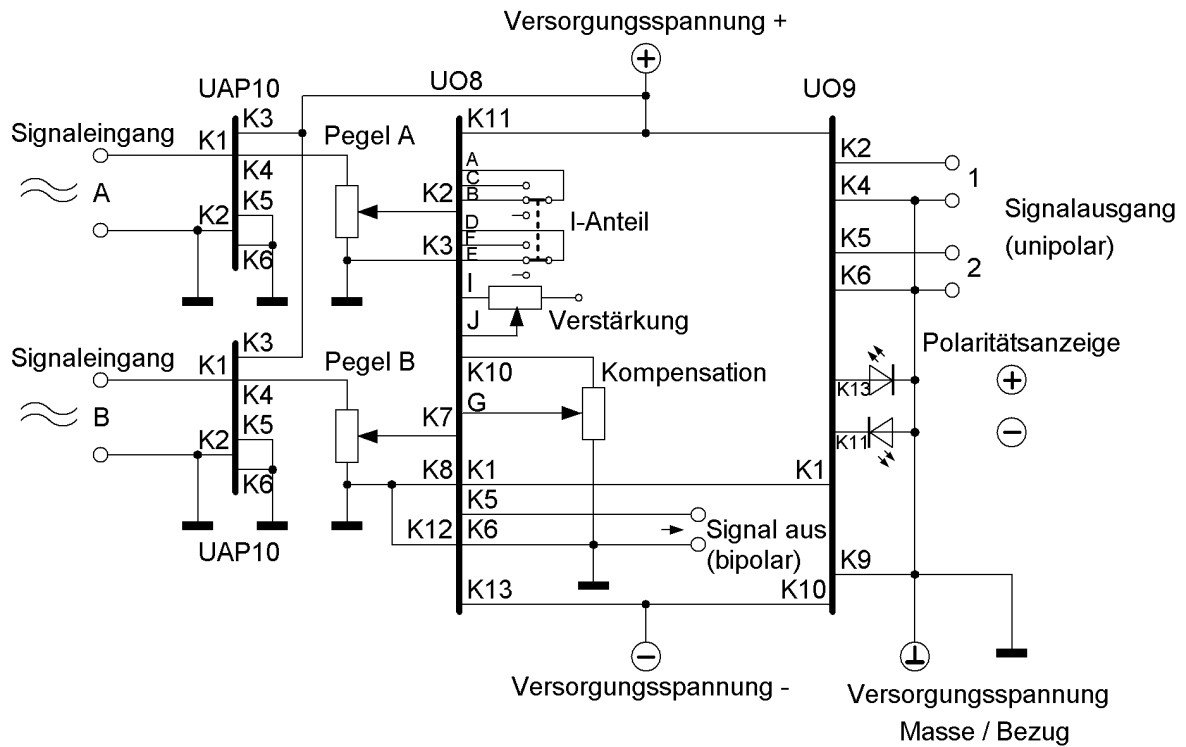 Versorgungsspannung +
UAP10
UO8
UO9
K3
K11
Signaleingang
K1
Pegel A
K2
1
A
K4
A
C
K5
K2
B
K4
Signalausgang
K2
I-Anteil
(unipolar)
D
K5
K6
K3
F
E
2
K6
I
J
Verstärkung
K3
Polaritätsanzeige
Signaleingang
K1
Pegel B
K10
Kompensation
K13
K4
G
B
K5
K7
K2
K11
K6
K8
K1
K1
K5
UAP10
K12
K6
Signal aus
(bipolar)
K9
K13
K10
Versorgungsspannung -
Versorgungsspannung
Masse / Bezug